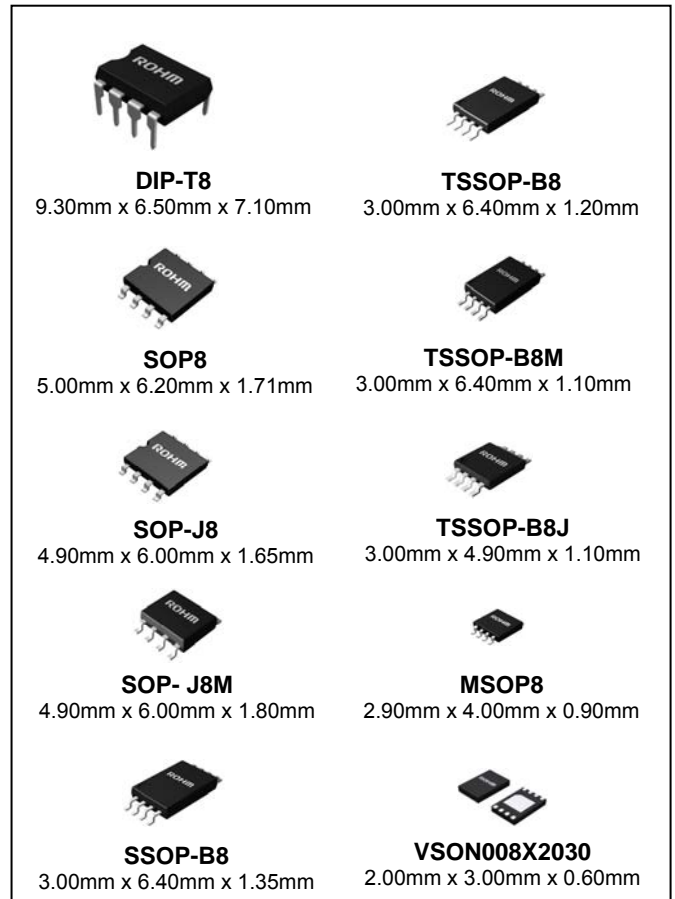 ROHM
DIP-T8
9.30mm x 6.50mm x 7.10mm
ROHM
TSSOP-B8
3.00mm x 6.40mm x 1.20mm
ROHM
SOP8
5.00mm x 6.20mm x 1.71mm
ROHM
TSSOP-B8M
3.00mm x 6.40mm x 1.10mm
ROHM
SOP-J8
4.90mm x 6.00mm x 1.65mm
ROHM
TSSOP-B8J
3.00mm x 4.90mm x 1.10mm
ROHM
SOP- J8M
4.90mm x 6.00mm x 1.80mm
ROHM
MSOP8
2.90mm x 4.00mm x 0.90mm
ROHM
SSOP-B8
3.00mm x 6.40mm x 1.35mm
ROHM
VSON008X2030
2.00mm x 3.00mm x 0.60mm